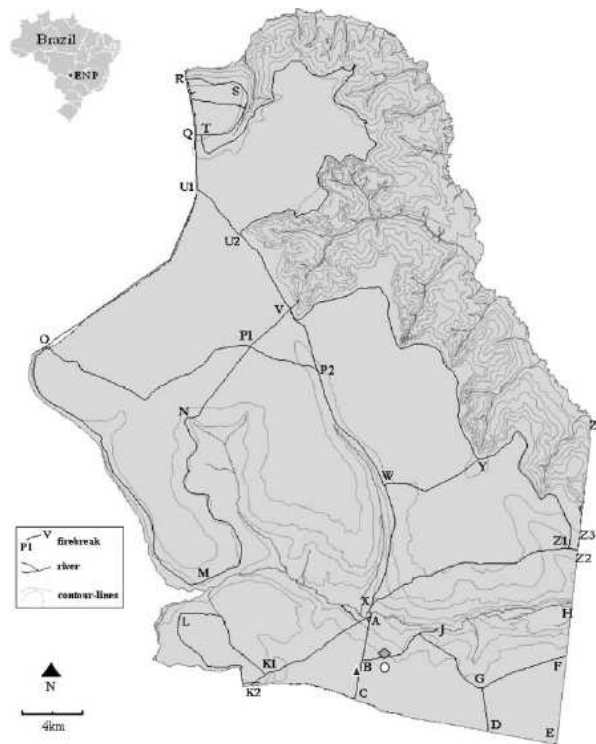 Brazil
ENP
R
S
Q
T
U1
U2
V
O
P1
P2
N
Z
W
Y
V
P1
firebreak
river
contour-lines
Z1
Z3
Z2
M
X
H
A
L
J
B
F
K1
G
N
K2
C
D
E
4km